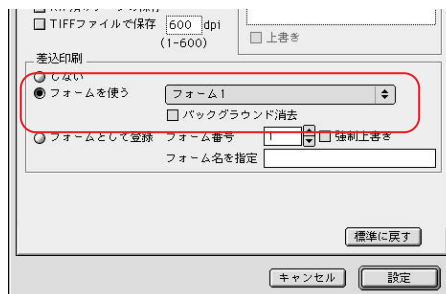 TIFFファイルで保存 600 dpi
(1-600)
上書き
差込印刷
しない
フォームを使う フォーム1
バックグラウンド消去
フォームとして登録 フォーム番号 1 強制上書き
フォーム名を指定
標準に戻す
キャンセル 設定